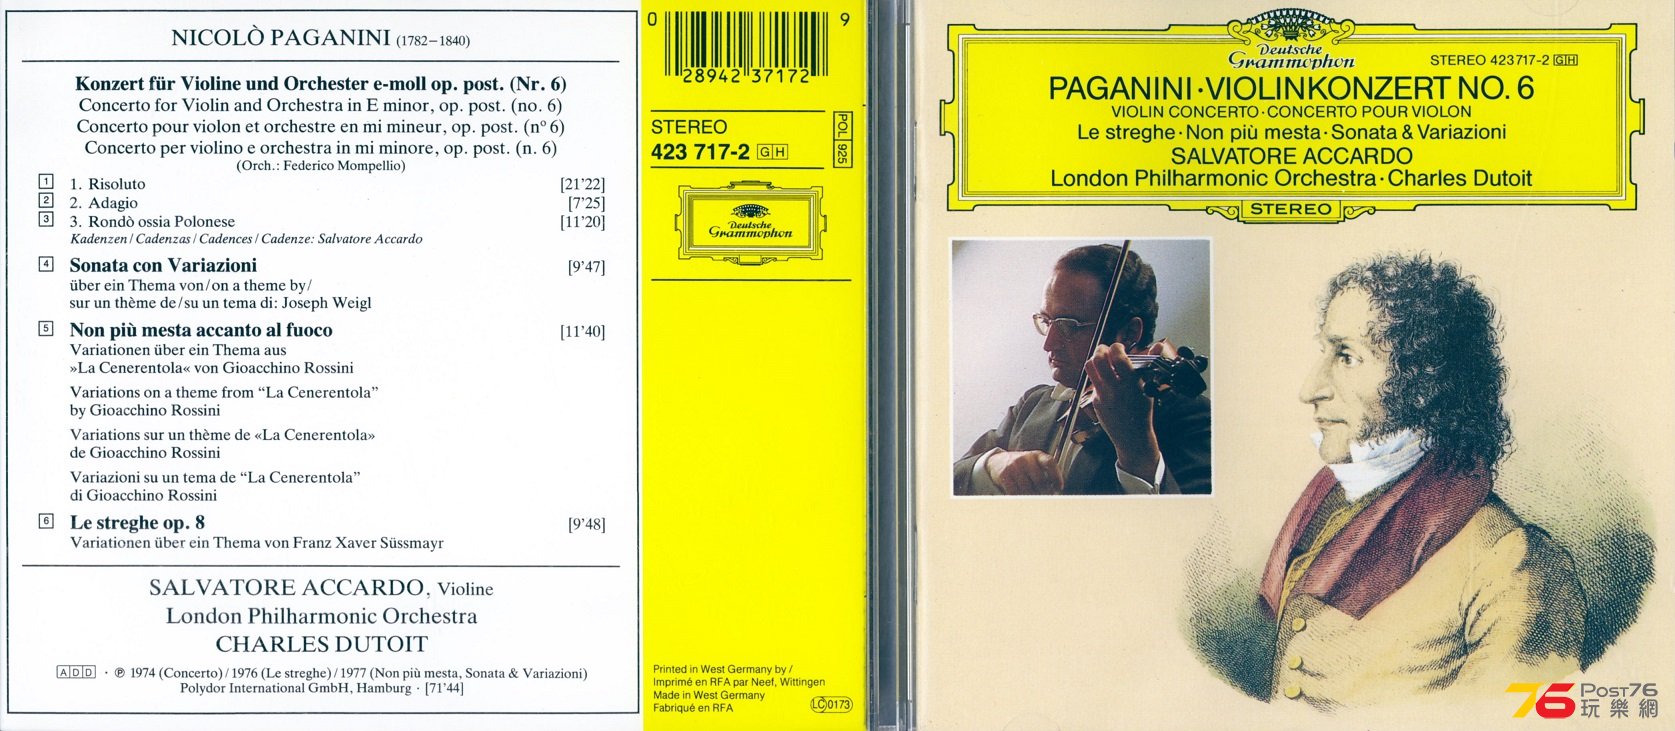 NICOLÒ PAGANINI (1782–1840)
Konzert für Violine und Orchester e-moll op. post. (Nr. 6)
Concerto for Violin and Orchestra in E minor, op. post. (no. 6)
Concerto pour violon et orchestre en mi mineur, op. post. (nº 6)
Concerto per violino e orchestra in mi minore, op. post. (n. 6)
(Orch.: Federico Mompellio)
1 1. Risoluto [21'22]
2 2. Adagio [7'25]
3 3. Rondò ossia Polonese [11'20]
Kadenzen / Cadenzas / Cadences / Cadenze: Salvatore Accardo
4 Sonata con Variazioni [9'47]
über ein Thema von/on a theme by/
sur un thème de/su un tema di: Joseph Weigl
5 Non più mesta accanto al fuoco [11'40]
Variationen über ein Thema aus
»La Cenerentola« von Gioacchino Rossini
Variations on a theme from “La Cenerentola”
by Gioacchino Rossini
Variations sur un thème de «La Cenerentola»
de Gioacchino Rossini
Variazioni su un tema de “La Cenerentola”
di Gioacchino Rossini
6 Le streghe op. 8 [9'48]
Variationen über ein Thema von Franz Xaver Süssmayr
SALVATORE ACCARDO, Violine
London Philharmonic Orchestra
CHARLES DUTOIT
ADD · ℗ 1974 (Concerto) / 1976 (Le streghe) / 1977 (Non più mesta, Sonata & Variazioni)
Polydor International GmbH, Hamburg · [71'44]
0 28942 37172 9
STEREO
423 717-2 GH
POL 925
Deutsche
Grammophon
Printed in West Germany by /
Imprimé en RFA par Neef, Wittingen
Made in West Germany
Fabriqué en RFA
LC 0173
Deutsche
Grammophon
STEREO 423 717-2 GH
PAGANINI · VIOLINKONZERT NO. 6
VIOLIN CONCERTO · CONCERTO POUR VIOLON
Le streghe · Non più mesta · Sonata & Variazioni
SALVATORE ACCARDO
London Philharmonic Orchestra · Charles Dutoit
STEREO
76 POST76
玩樂網